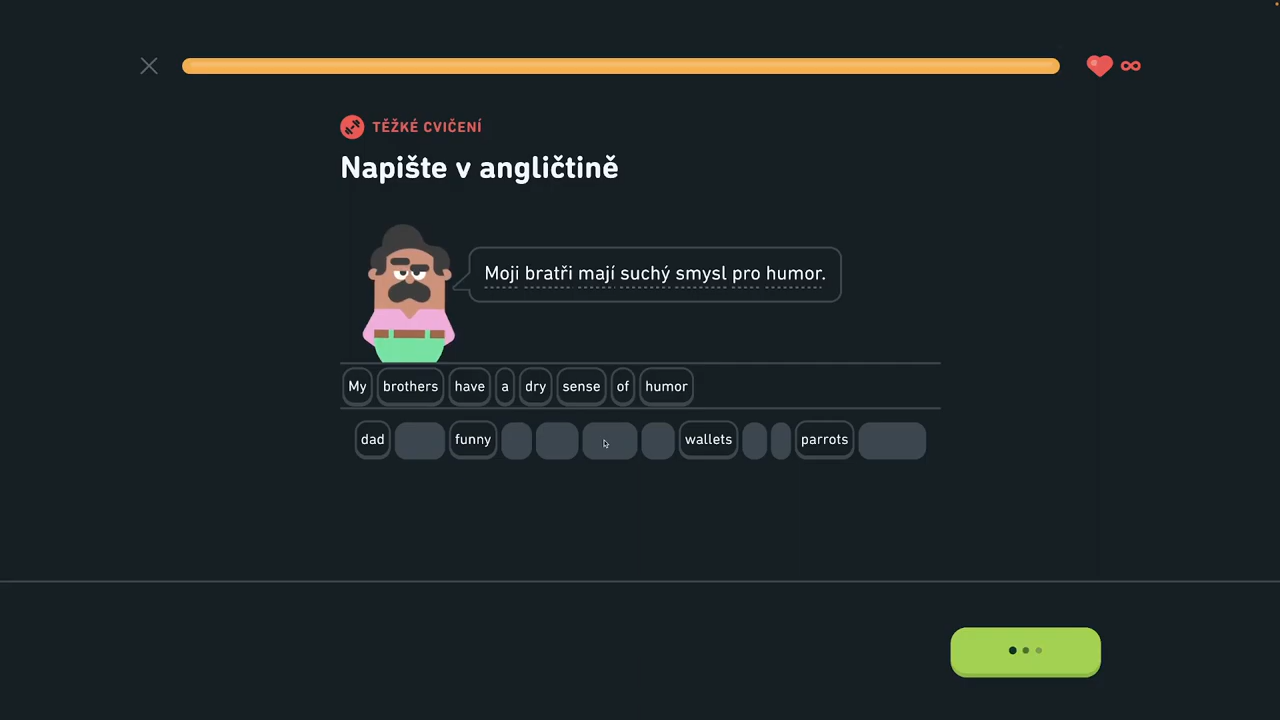 ∞
TĚŽKÉ CVIČENÍ
Napište v angličtině
Moji bratři mají suchý smysl pro humor.
My brothers have a dry sense of humor
dad funny wallets parrots